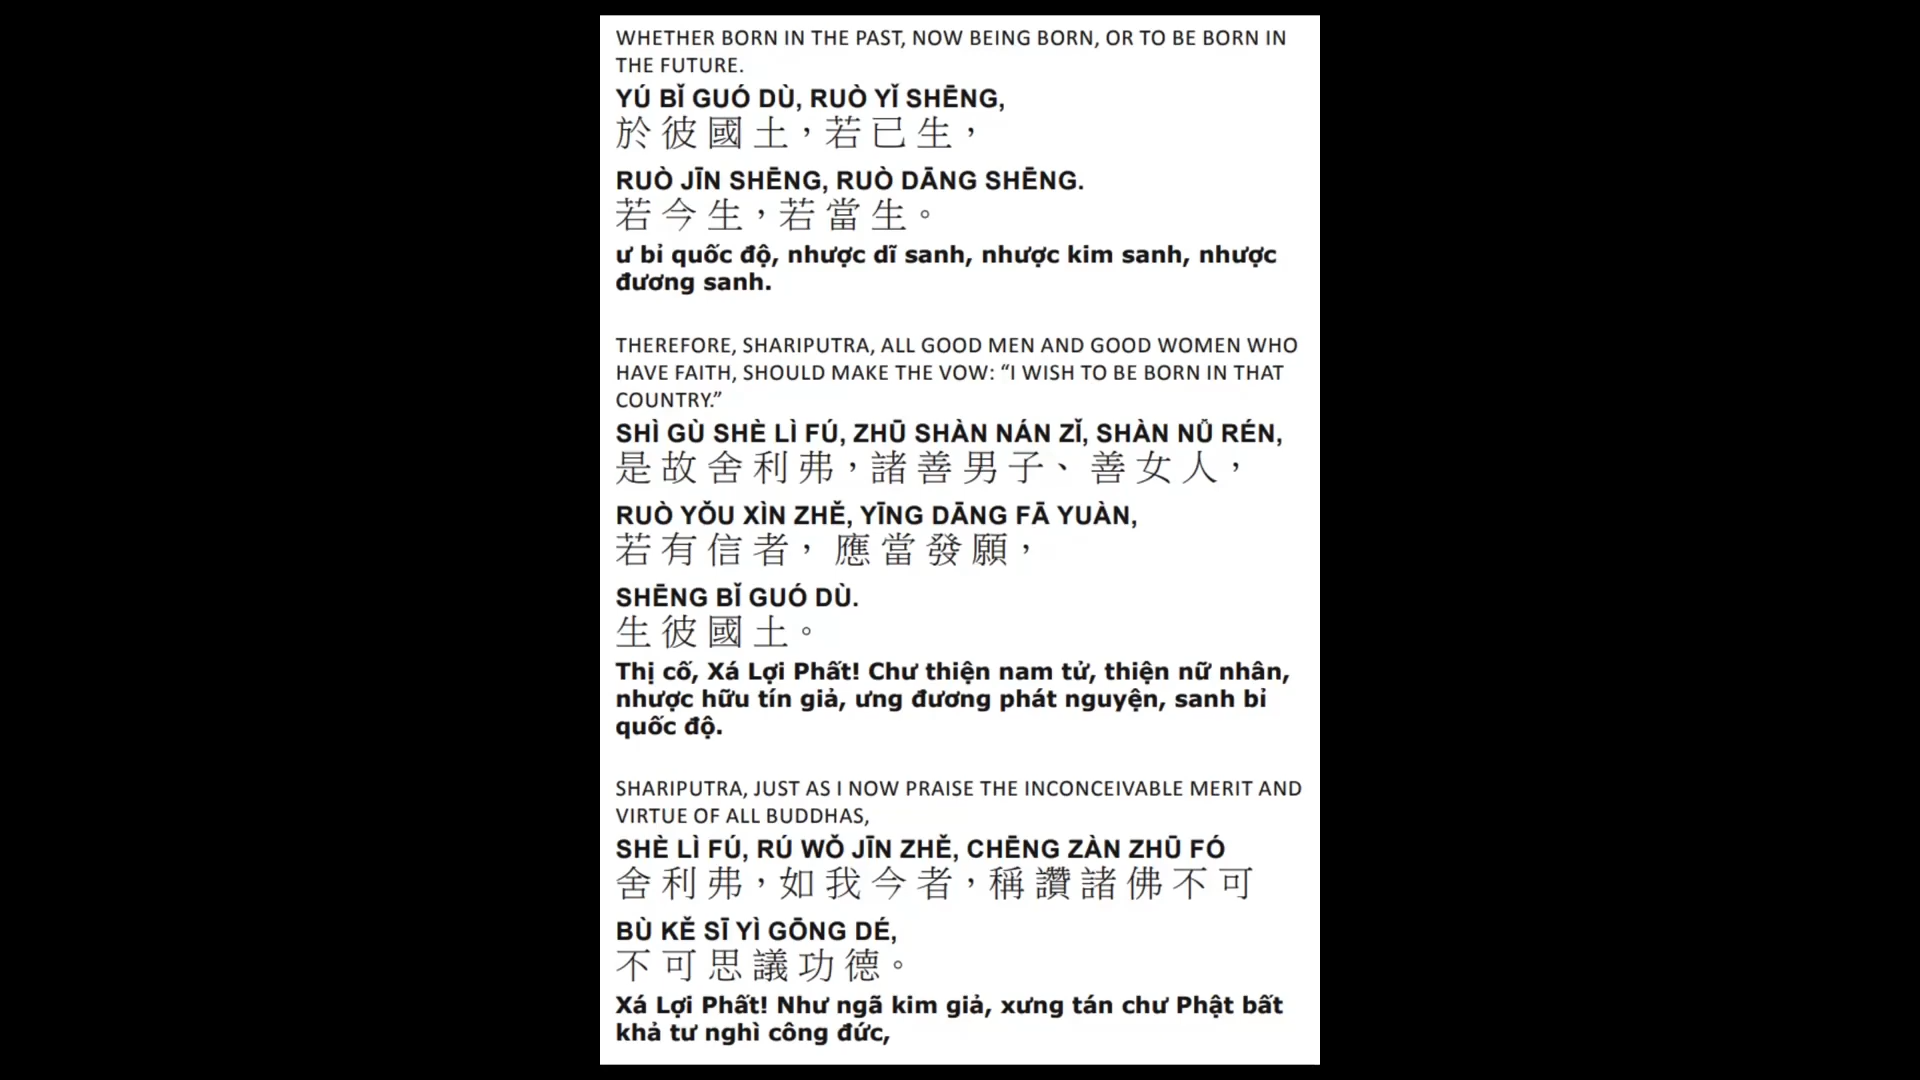 WHETHER BORN IN THE PAST, NOW BEING BORN, OR TO BE BORN IN
THE FUTURE.
YÚ BǏ GUÓ DÙ, RUÒ YǏ SHĒNG,
於彼國土，若已生，
RUÒ JĪN SHĒNG, RUÒ DĀNG SHĒNG.
若今生，若當生。
ư bỉ quốc độ, nhược dĩ sanh, nhược kim sanh, nhược
đương sanh.
THEREFORE, SHARIPUTRA, ALL GOOD MEN AND GOOD WOMEN WHO
HAVE FAITH, SHOULD MAKE THE VOW: “I WISH TO BE BORN IN THAT
COUNTRY.”
SHÌ GÙ SHÈ LÌ FÚ, ZHŪ SHÀN NÁN ZǏ, SHÀN NǙ RÉN,
是故舍利弗，諸善男子、善女人，
RUÒ YǑU XÌN ZHĚ, YĪNG DĀNG FĀ YUÀN,
若有信者，應當發願，
SHĒNG BǏ GUÓ DÙ.
生彼國土。
Thị cố, Xá Lợi Phất! Chư thiện nam tử, thiện nữ nhân,
nhược hữu tín giả, ưng đương phát nguyện, sanh bỉ
quốc độ.
SHARIPUTRA, JUST AS I NOW PRAISE THE INCONCEIVABLE MERIT AND
VIRTUE OF ALL BUDDHAS,
SHÈ LÌ FÚ, RÚ WǑ JĪN ZHĚ, CHĒNG ZÀN ZHŪ FÓ
舍利弗，如我今者，稱讚諸佛不可
BÙ KĚ SĪ YÌ GŌNG DÉ,
不可思議功德。
Xá Lợi Phất! Như ngã kim giả, xưng tán chư Phật bất
khả tư nghì công đức,